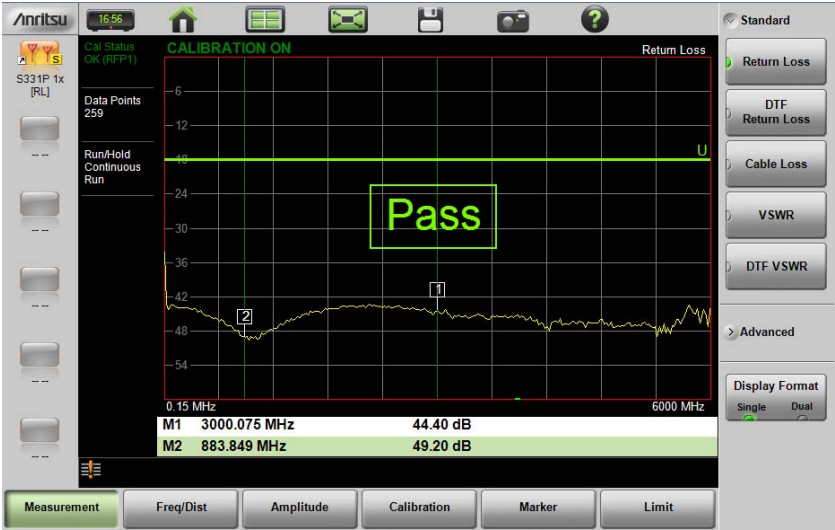 Anritsu
16:56
?
S331P 1x
[RL]
-- --
-- --
-- --
-- --
-- --
Cal Status
OK (RFP1)
Data Points
259
Run/Hold
Continuous
Run
CALIBRATION ON
Return Loss
-6
-12
-18
U
-24
-30
-36
-42
-48
-54
Pass
1
2
0.15 MHz
6000 MHz
M1 3000.075 MHz 44.40 dB
M2 883.849 MHz 49.20 dB
Standard
Return Loss
DTF
Return Loss
Cable Loss
VSWR
DTF VSWR
Advanced
Display Format
Single Dual
Measurement
Freq/Dist
Amplitude
Calibration
Marker
Limit